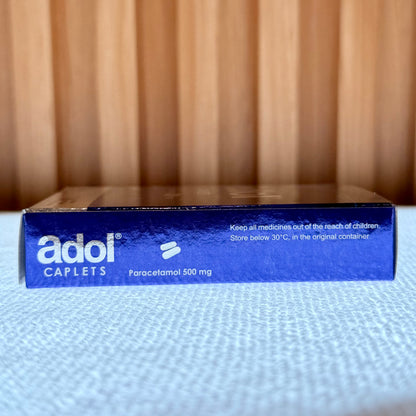 adol®
CAPLETS
Paracetamol 500 mg
Keep all medicines out of the reach of children
Store below 30°C, in the original container